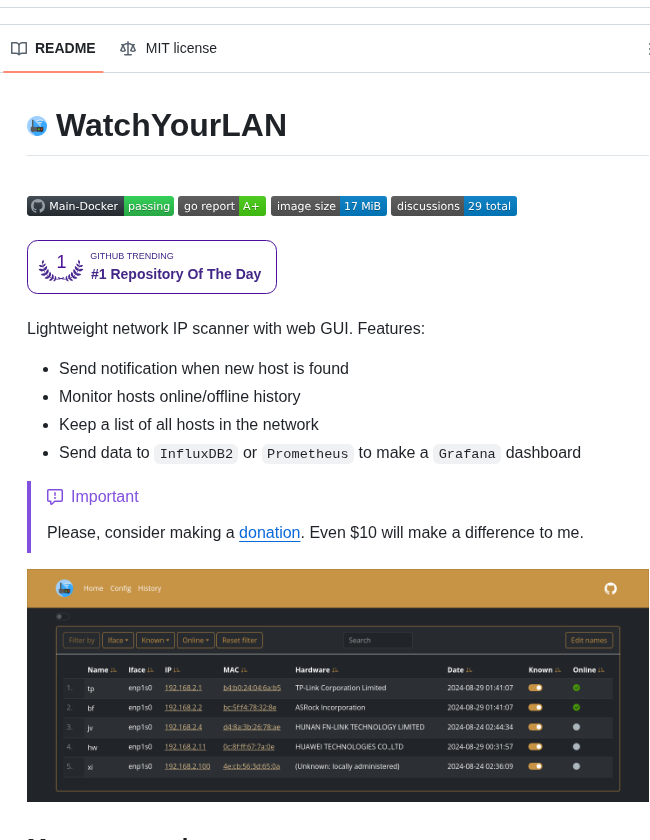 README MIT license
WatchYourLAN
Main-Docker passing go report A+ image size 17 MiB discussions 29 total
1
GITHUB TRENDING
#1 Repository Of The Day
Lightweight network IP scanner with web GUI. Features:
Send notification when new host is found
Monitor hosts online/offline history
Keep a list of all hosts in the network
Send data to InfluxDB2 or Prometheus to make a Grafana dashboard
Important
Please, consider making a donation. Even $10 will make a difference to me.
Home Config History
Filter by Iface Known Online Reset filter Search Edit names
Name Iface IP MAC Hardware Date Known Online
1. tp enp1s0 192.168.2.1 b4:b0:24:04:6a:b5 TP-Link Corporation Limited 2024-08-29 01:41:07
2. bf enp1s0 192.168.2.2 bc:5f:f4:78:32:8e ASRock Incorporation 2024-08-29 01:41:07
3. jv enp1s0 192.168.2.4 d4:8a:3b:26:78:ae HUNAN FN-LINK TECHNOLOGY LIMITED 2024-08-24 02:44:34
4. hw enp1s0 192.168.2.11 0c:8f:ff:67:7a:0e HUAWEI TECHNOLOGIES CO.,LTD 2024-08-29 00:31:57
5. xi enp1s0 192.168.2.100 4e:cb:56:3d:65:0a (Unknown: locally administered) 2024-08-24 02:36:09